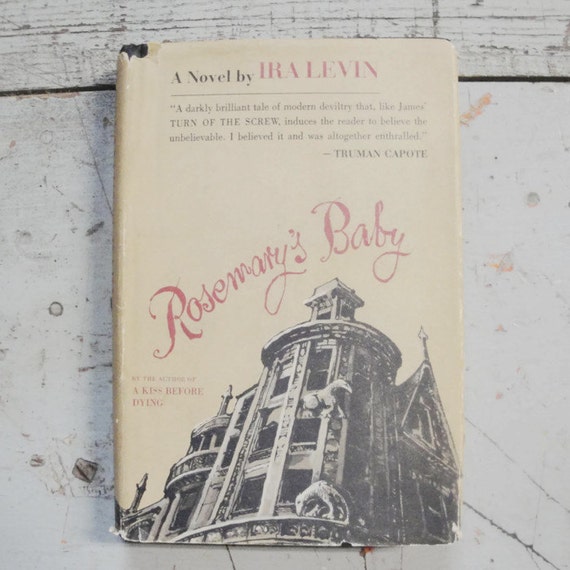 A Novel by IRA LEVIN
"A darkly brilliant tale of modern deviltry that, like James'
TURN OF THE SCREW, induces the reader to believe the
unbelievable. I believed it and was altogether enthralled."
— TRUMAN CAPOTE
Rosemary's Baby
BY THE AUTHOR OF
A KISS BEFORE
DYING